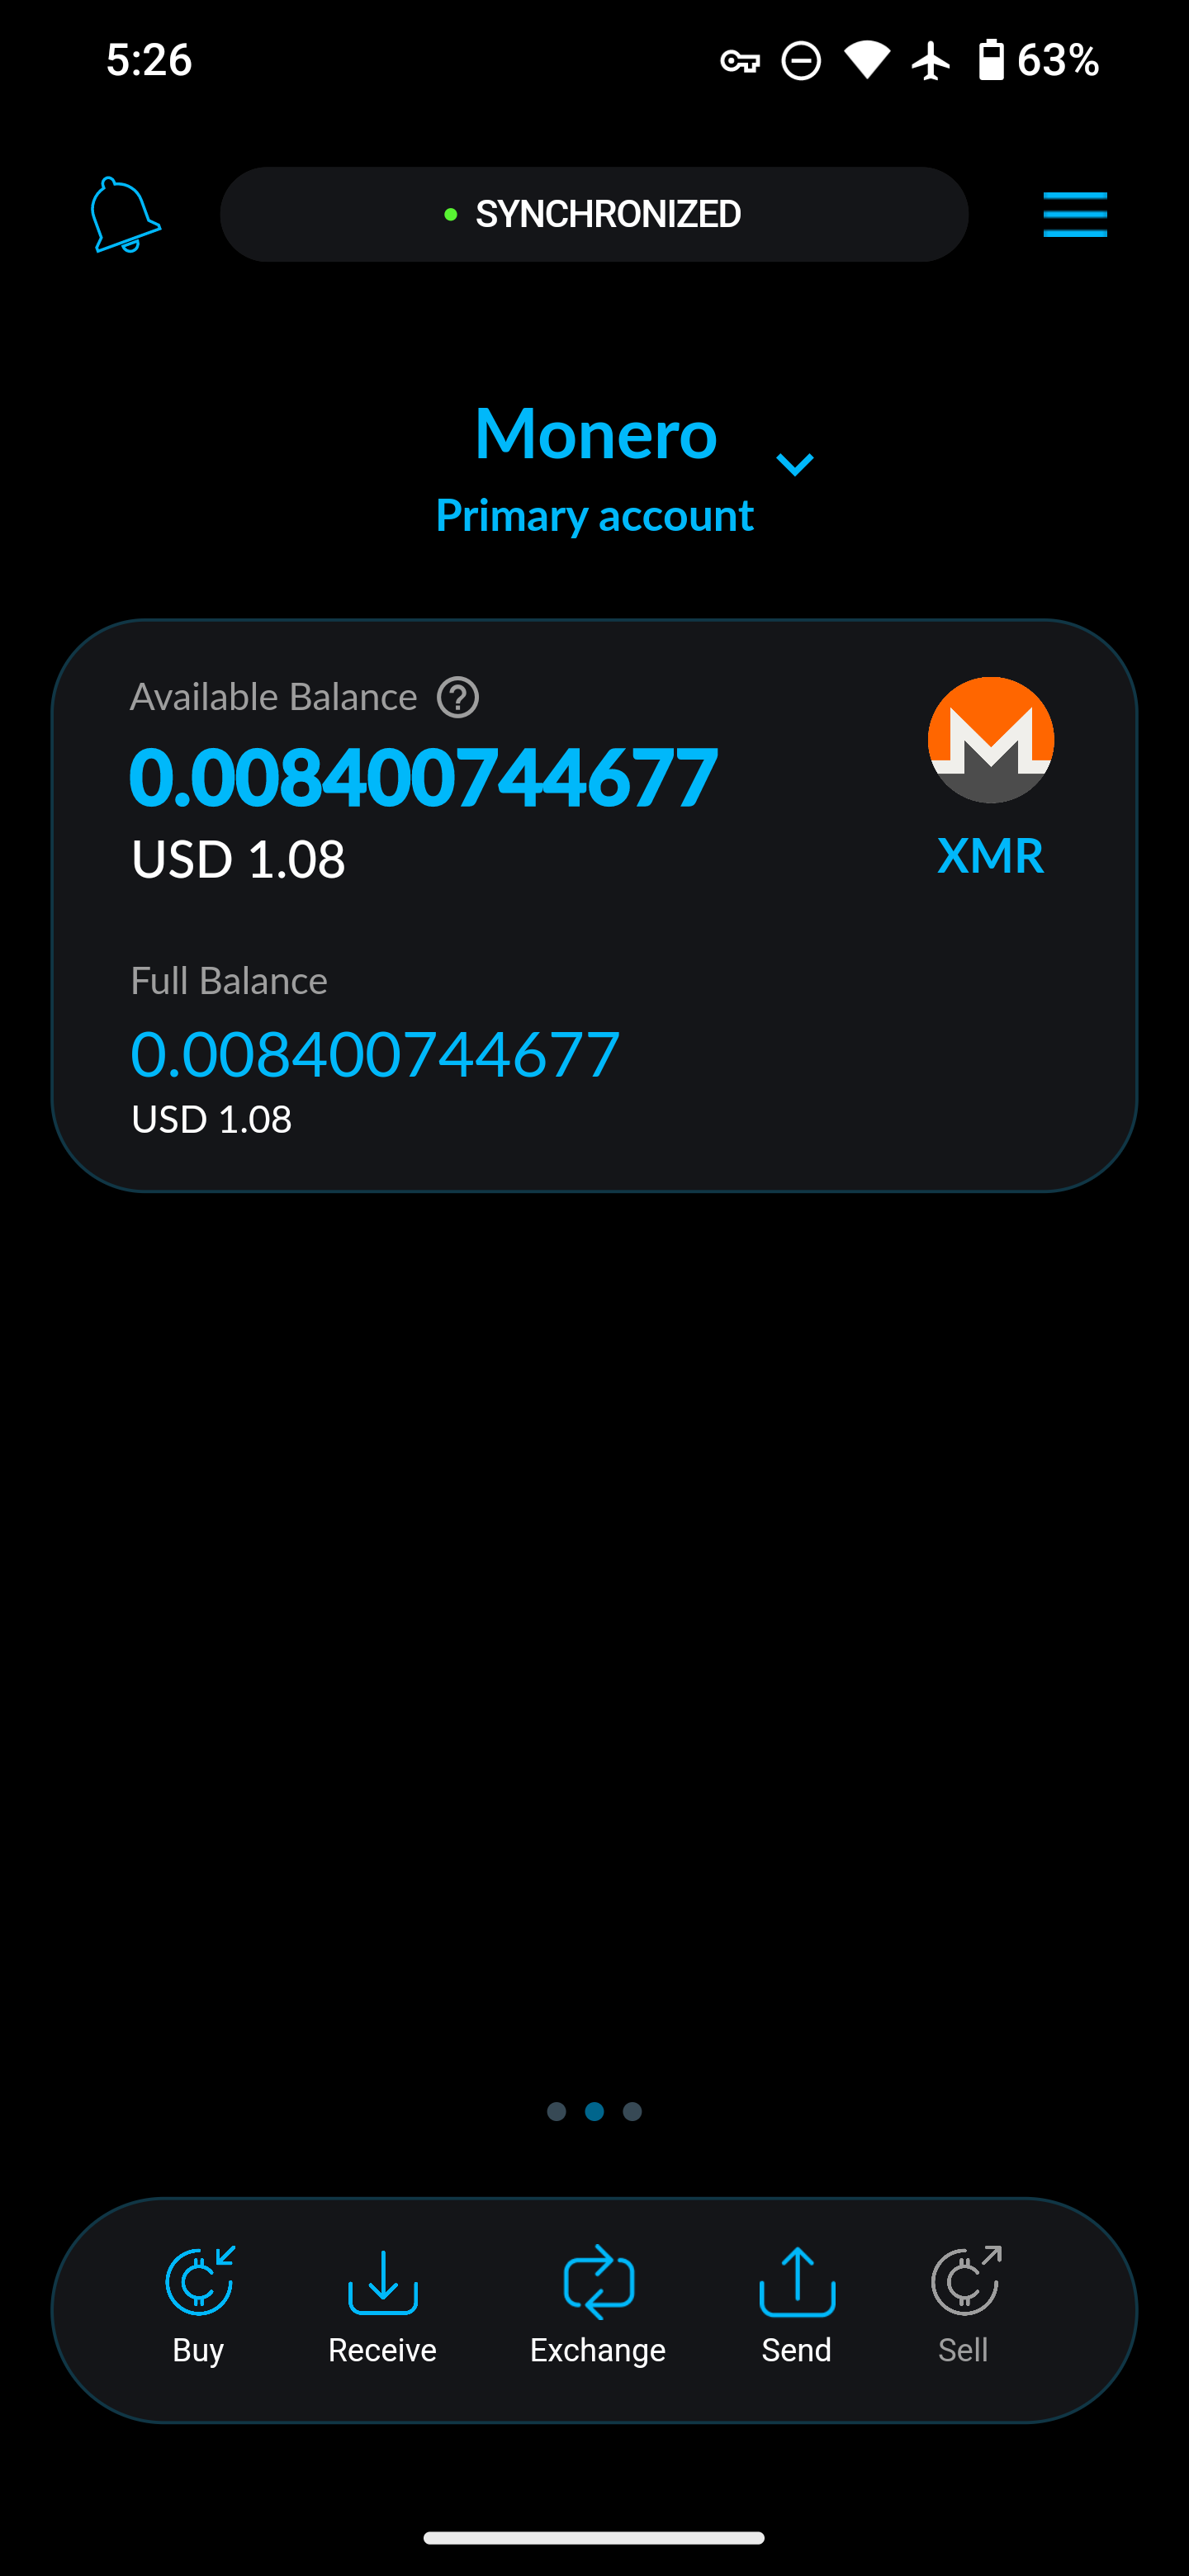 5:26 63%
SYNCHRONIZED
Monero
Primary account
Available Balance ?
0.008400744677
USD 1.08
XMR
Full Balance
0.008400744677
USD 1.08
Buy Receive Exchange Send Sell